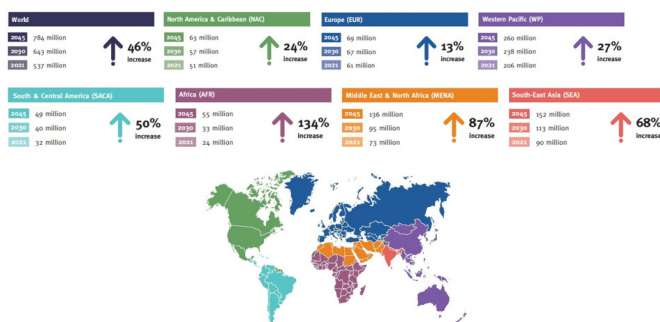 World
2045 784 million
2030 643 million
2021 537 million
46%
increase
North America & Caribbean (NAC)
2045 63 million
2030 57 million
2021 51 million
24%
increase
Europe (EUR)
2045 69 million
2030 67 million
2021 61 million
13%
increase
Western Pacific (WP)
2045 260 million
2030 238 million
2021 206 million
27%
increase
South & Central America (SACA)
2045 49 million
2030 40 million
2021 32 million
50%
increase
Africa (AFR)
2045 55 million
2030 33 million
2021 24 million
134%
increase
Middle East & North Africa (MENA)
2045 136 million
2030 95 million
2021 73 million
87%
increase
South-East Asia (SEA)
2045 152 million
2030 113 million
2021 90 million
68%
increase